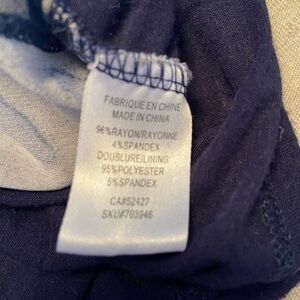 FABRIQUE EN CHINE
MADE IN CHINA
96%RAYON/RAYONNE
4%SPANDEX
DOUBLURE/LINING:
95%POLYESTER
5%SPANDEX
CA#52427
SKU#703946